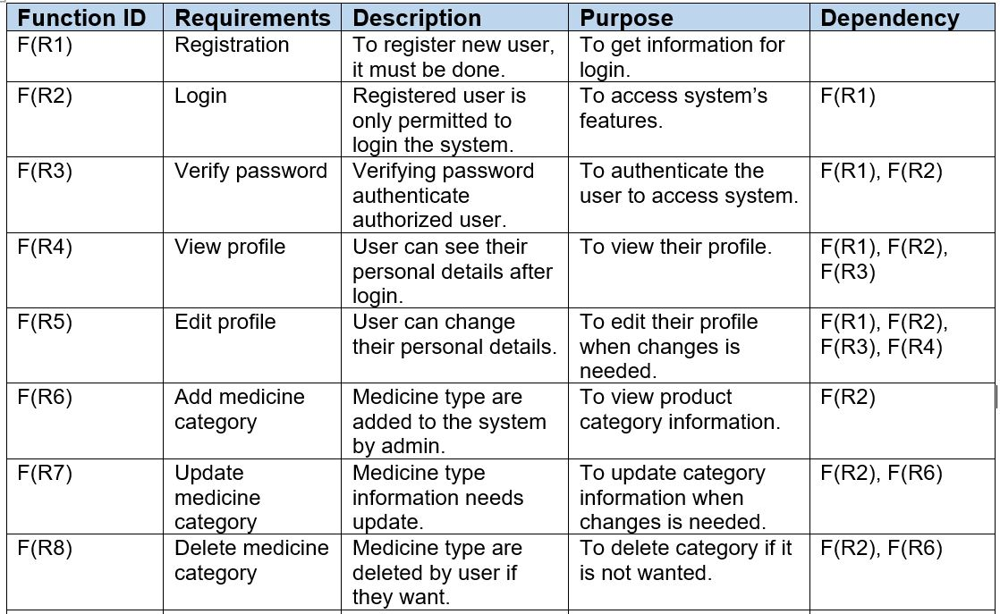 Function ID Requirements Description Purpose Dependency
F(R1) Registration To register new user, To get information for
it must be done. login.
F(R2) Login Registered user is To access system’s F(R1)
only permitted to features.
login the system.
F(R3) Verify password Verifying password To authenticate the F(R1), F(R2)
authenticate user to access system.
authorized user.
F(R4) View profile User can see their To view their profile. F(R1), F(R2),
personal details after F(R3)
login.
F(R5) Edit profile User can change To edit their profile F(R1), F(R2),
their personal details. when changes is F(R3), F(R4)
needed.
F(R6) Add medicine Medicine type are To view product F(R2)
category added to the system category information.
by admin.
F(R7) Update Medicine type To update category F(R2), F(R6)
medicine information needs information when
category update. changes is needed.
F(R8) Delete medicine Medicine type are To delete category if it F(R2), F(R6)
category deleted by user if is not wanted.
they want.